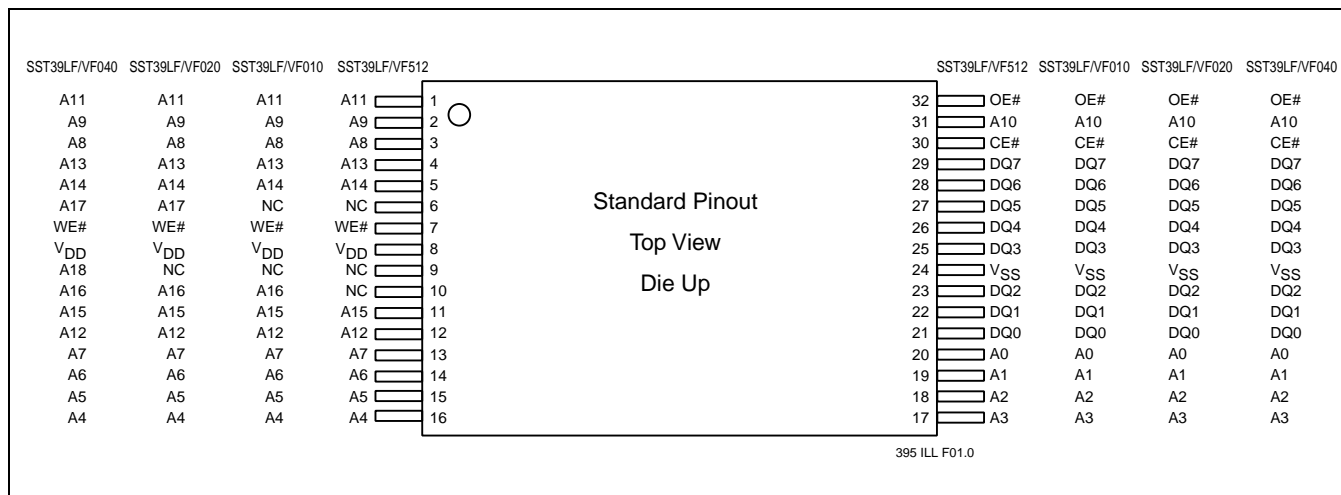 SST39LF/VF040 SST39LF/VF020 SST39LF/VF010 SST39LF/VF512 SST39LF/VF512 SST39LF/VF010 SST39LF/VF020 SST39LF/VF040
A11 A11 A11 A11 1 32 OE# OE# OE# OE#
A9 A9 A9 A9 2 31 A10 A10 A10 A10
A8 A8 A8 A8 3 30 CE# CE# CE# CE#
A13 A13 A13 A13 4 29 DQ7 DQ7 DQ7 DQ7
A14 A14 A14 A14 5 28 DQ6 DQ6 DQ6 DQ6
A17 A17 NC NC 6 Standard Pinout 27 DQ5 DQ5 DQ5 DQ5
WE# WE# WE# WE# 7 26 DQ4 DQ4 DQ4 DQ4
VDD VDD VDD VDD 8 Top View 25 DQ3 DQ3 DQ3 DQ3
A18 NC NC NC 9 24 VSS VSS VSS VSS
A16 A16 A16 NC 10 Die Up 23 DQ2 DQ2 DQ2 DQ2
A15 A15 A15 A15 11 22 DQ1 DQ1 DQ1 DQ1
A12 A12 A12 A12 12 21 DQ0 DQ0 DQ0 DQ0
A7 A7 A7 A7 13 20 A0 A0 A0 A0
A6 A6 A6 A6 14 19 A1 A1 A1 A1
A5 A5 A5 A5 15 18 A2 A2 A2 A2
A4 A4 A4 A4 16 17 A3 A3 A3 A3
395 ILL F01.0